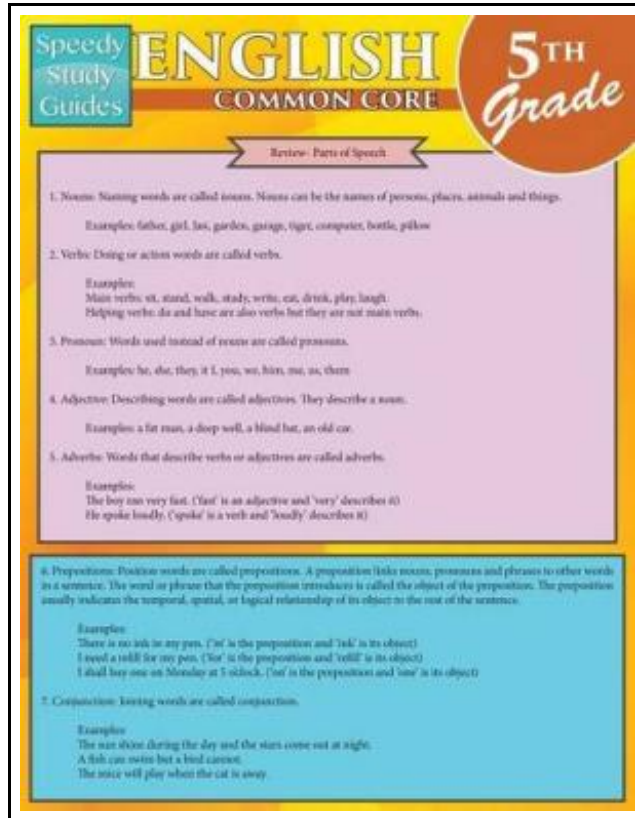 Speedy
Study
Guides
ENGLISH
COMMON CORE
5TH
Grade
Review- Parts of Speech
1. Nouns: Naming words are called nouns. Nouns can be the names of persons, places, animals and things.
Examples: father, girl, Ian, garden, garage, tiger, computer, bottle, pillow
2. Verbs: Doing or action words are called verbs.
Examples:
Main verbs: sit, stand, walk, study, write, eat, drink, play, laugh.
Helping verbs: do and have are also verbs but they are not main verbs.
3. Pronoun: Words used instead of nouns are called pronouns.
Examples: he, she, they, it I, you, we, him, me, us, them
4. Adjective: Describing words are called adjectives. They describe a noun.
Examples: a fat man, a deep well, a blind bat, an old car.
5. Adverbs: Words that describe verbs or adjectives are called adverbs.
Examples:
The boy ran very fast. ('fast' is an adjective and 'very' describes it)
He spoke loudly. ('spoke' is a verb and 'loudly' describes it)
6. Prepositions: Position words are called prepositions. A preposition links nouns, pronouns and phrases to other words
in a sentence. The word or phrase that the preposition introduces is called the object of the preposition. The preposition
usually indicates the temporal, spatial, or logical relationship of its object to the rest of the sentence.
Examples:
There is no ink in my pen. ('in' is the preposition and 'ink' is its object)
I need a refill for my pen. ('for' is the preposition and 'refill' is its object)
I shall buy one on Monday at 5 o'clock. ('on' is the preposition and 'one' is its object)
7. Conjunction: Joining words are called conjunction.
Examples:
The sun shine during the day and the stars come out at night.
A fish can swim but a bird cannot.
The mice will play when the cat is away.